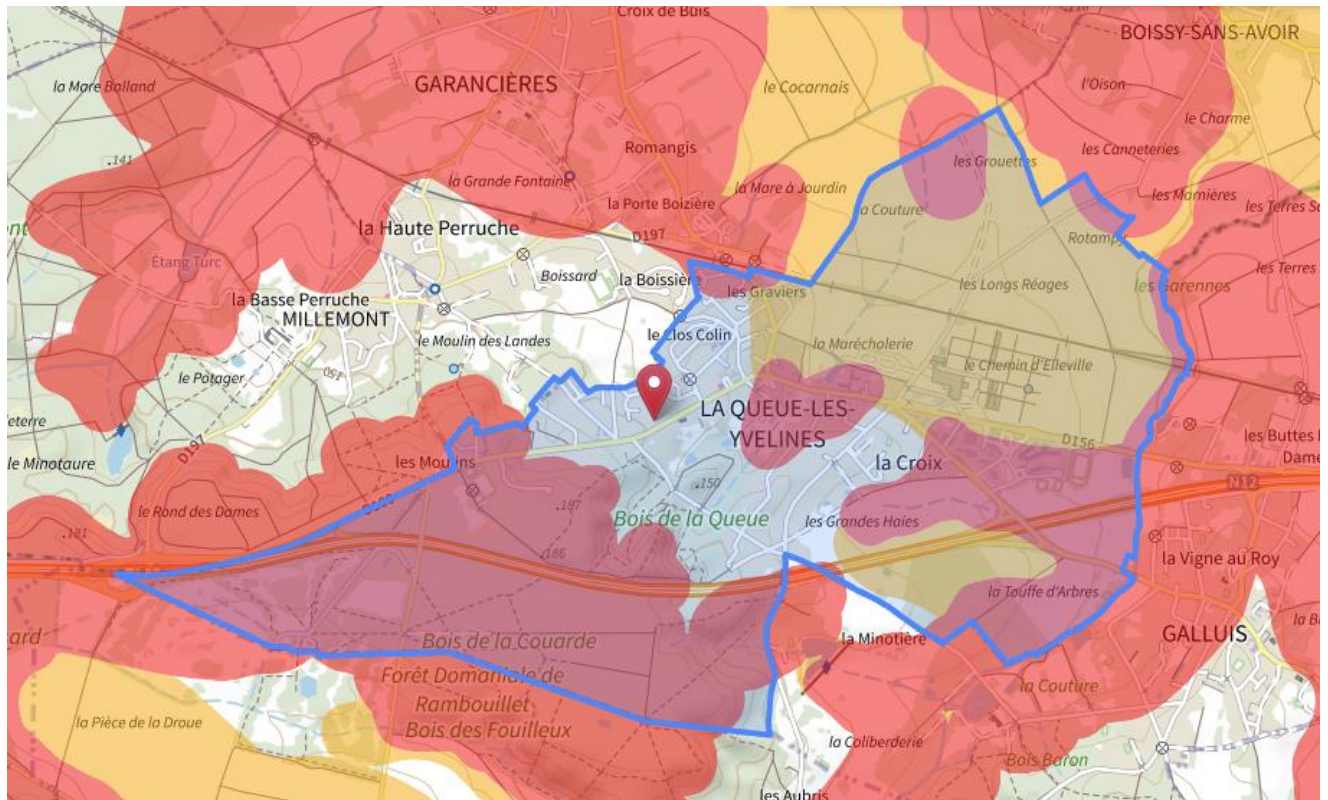 Croix de Buis
BOISSY-SANS-AVOIR
la Mare Balland
GARANCIÈRES
le Cocarnais
l'Oison
le Charme
.141
Romangis
les Grouettes
les Canneteries
la Grande Fontaine
la Mare à Jourdin
les Mamières
la Porte Boizière
la Couture
les Terres
la Haute Perruche
D197
Rotampy
Étang Turc
Boissard
la Boissière
les Terres
les Graviers
les Longs Réages
les Garennes
la Basse Perruche
MILLEMONT
le Clos Colin
le Moulin des Landes
la Maréchalerie
le Chemin d'Elleville
150
le Potager
LA QUEUE-LES-
YVELINES
D197
D156
les Buttes
Dame
le Minotaure
les Moulins
la Croix
N12
.150
le Rond des Dames
.187
Bois de la Queue
les Grandes Haies
.181
.186
la Vigne au Roy
la Touffe d'Arbres
Bois de la Couarde
la Minotière
GALLUIS
Forêt Domaniale de
Rambouillet
Bois des Fouilleux
la Couture
la Pièce de la Droue
la Coliberderie
Bois Baron
les Aubris